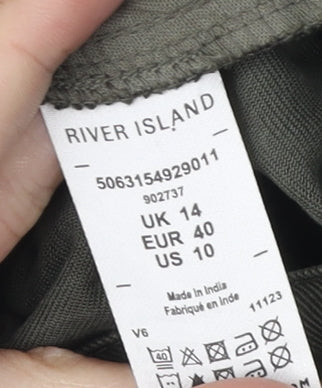 RIVER ISLAND
5063154929011
902737
UK 14
EUR 40
US 10
Made In India
Fabriqué en Inde
11123
V6
40